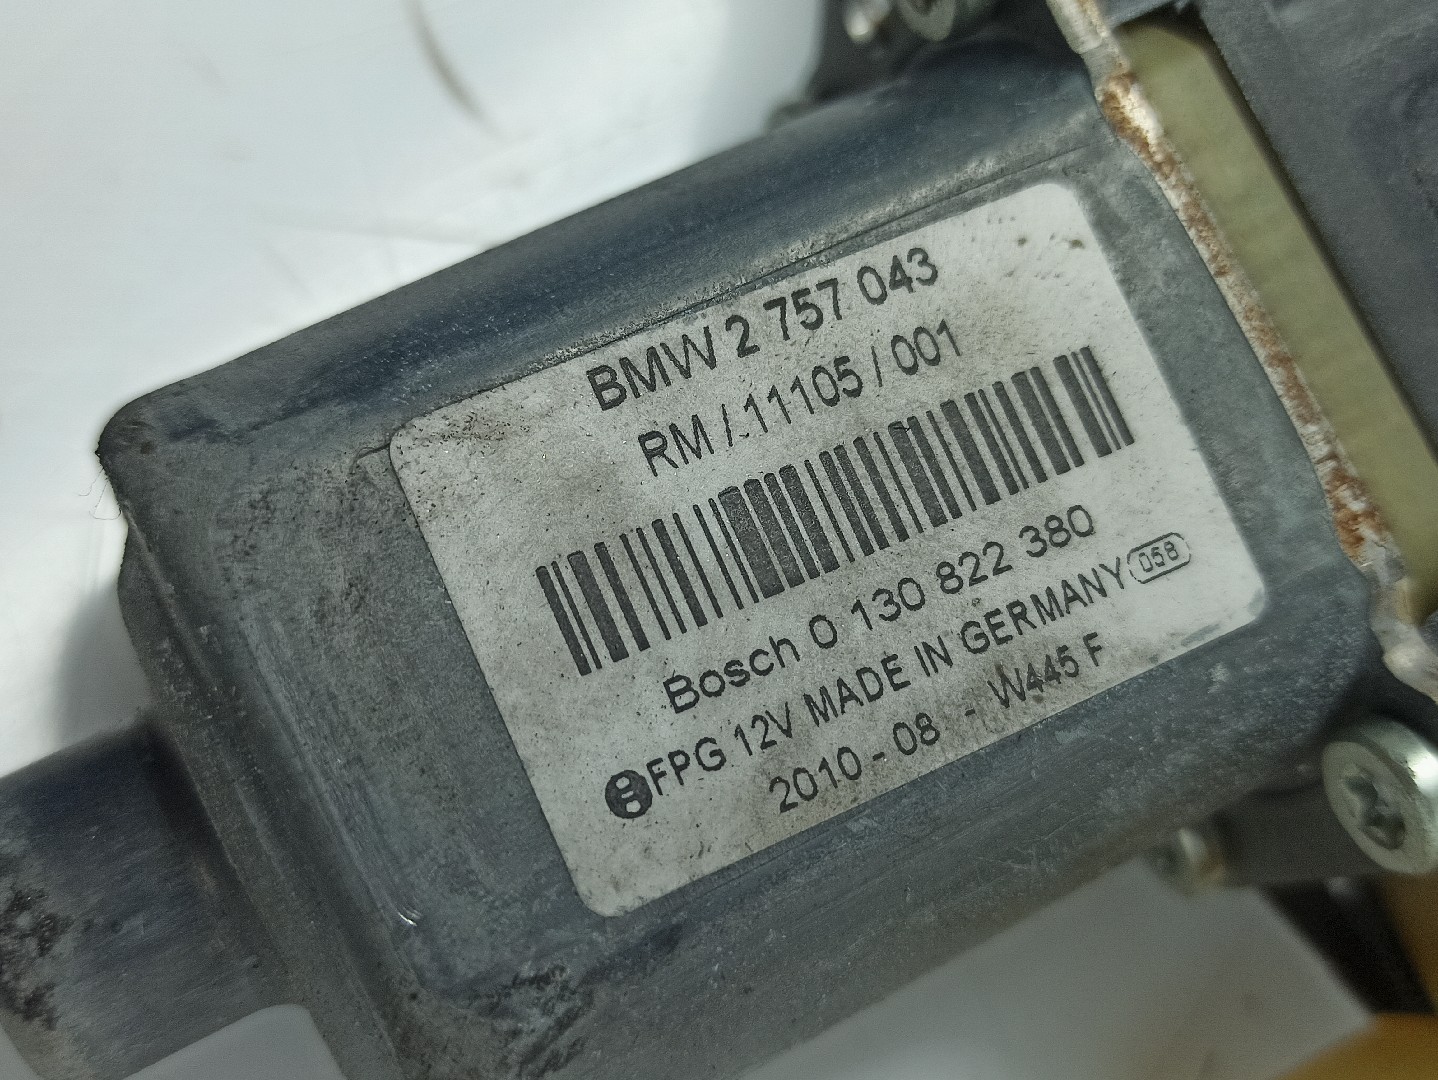 BMW 2 757 043
RM / 11105 / 001
Bosch 0 130 822 380
FPG 12V MADE IN GERMANY 058
2010 - 08 - W445 F